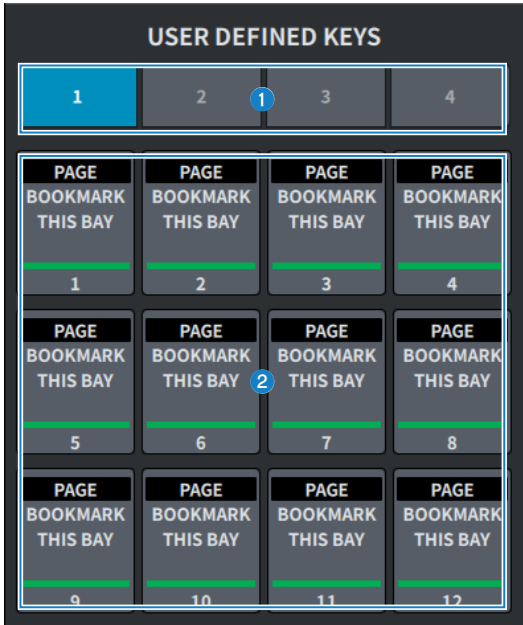 USER DEFINED KEYS
1 2 1 3 4
PAGE PAGE PAGE PAGE
BOOKMARK BOOKMARK BOOKMARK BOOKMARK
THIS BAY THIS BAY THIS BAY THIS BAY
1 2 3 4
PAGE PAGE PAGE PAGE
BOOKMARK BOOKMARK BOOKMARK BOOKMARK
THIS BAY THIS BAY 2 THIS BAY THIS BAY
5 6 7 8
PAGE PAGE PAGE PAGE
BOOKMARK BOOKMARK BOOKMARK BOOKMARK
THIS BAY THIS BAY THIS BAY THIS BAY
9 10 11 12